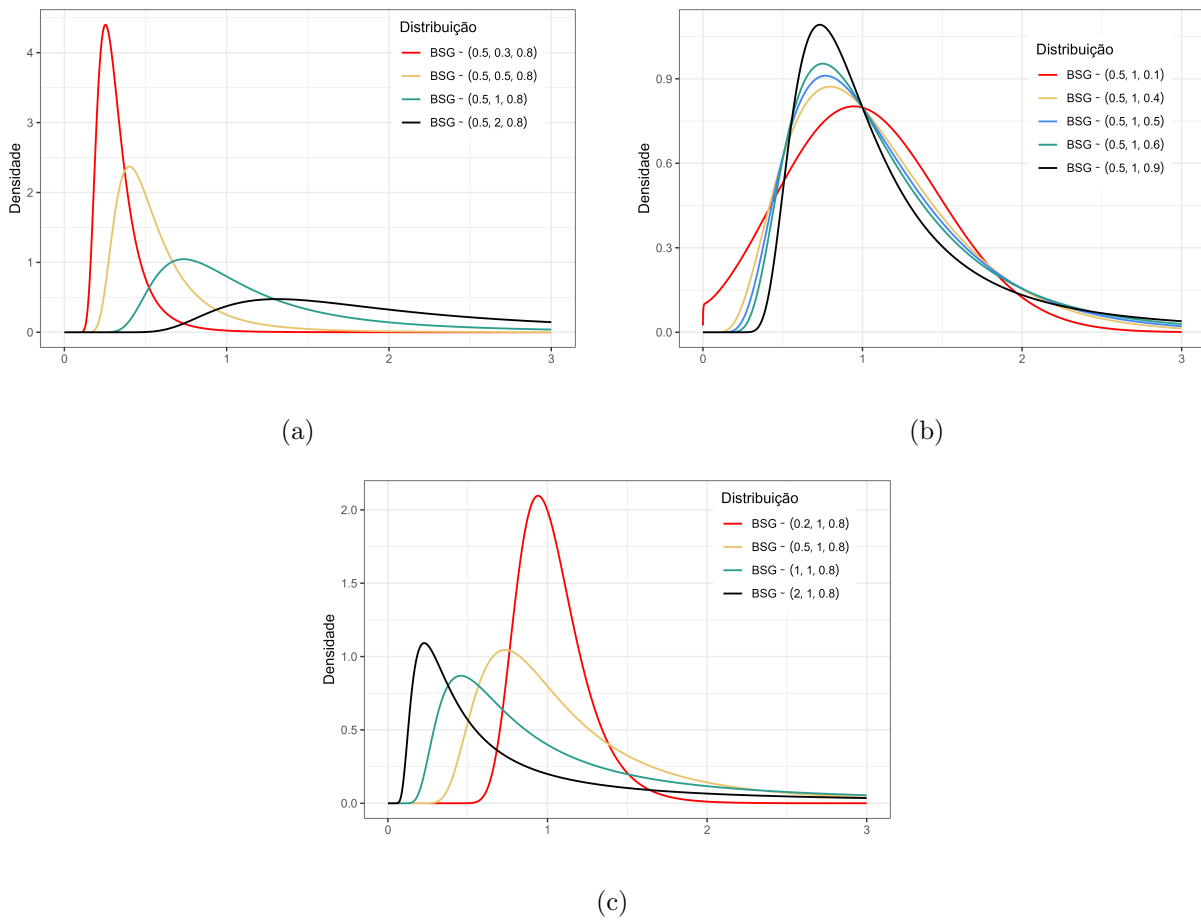 Distribuição
BSG ~ (0.5, 0.3, 0.8)
BSG ~ (0.5, 0.5, 0.8)
BSG ~ (0.5, 1, 0.8)
BSG ~ (0.5, 2, 0.8)
Densidade
4
3
2
1
0
0 1 2 3
(a)
Distribuição
BSG ~ (0.5, 1, 0.1)
BSG ~ (0.5, 1, 0.4)
BSG ~ (0.5, 1, 0.5)
BSG ~ (0.5, 1, 0.6)
BSG ~ (0.5, 1, 0.9)
Densidade
0.9
0.6
0.3
0.0
0 1 2 3
(b)
Distribuição
BSG ~ (0.2, 1, 0.8)
BSG ~ (0.5, 1, 0.8)
BSG ~ (1, 1, 0.8)
BSG ~ (2, 1, 0.8)
Densidade
2.0
1.5
1.0
0.5
0.0
0 1 2 3
(c)